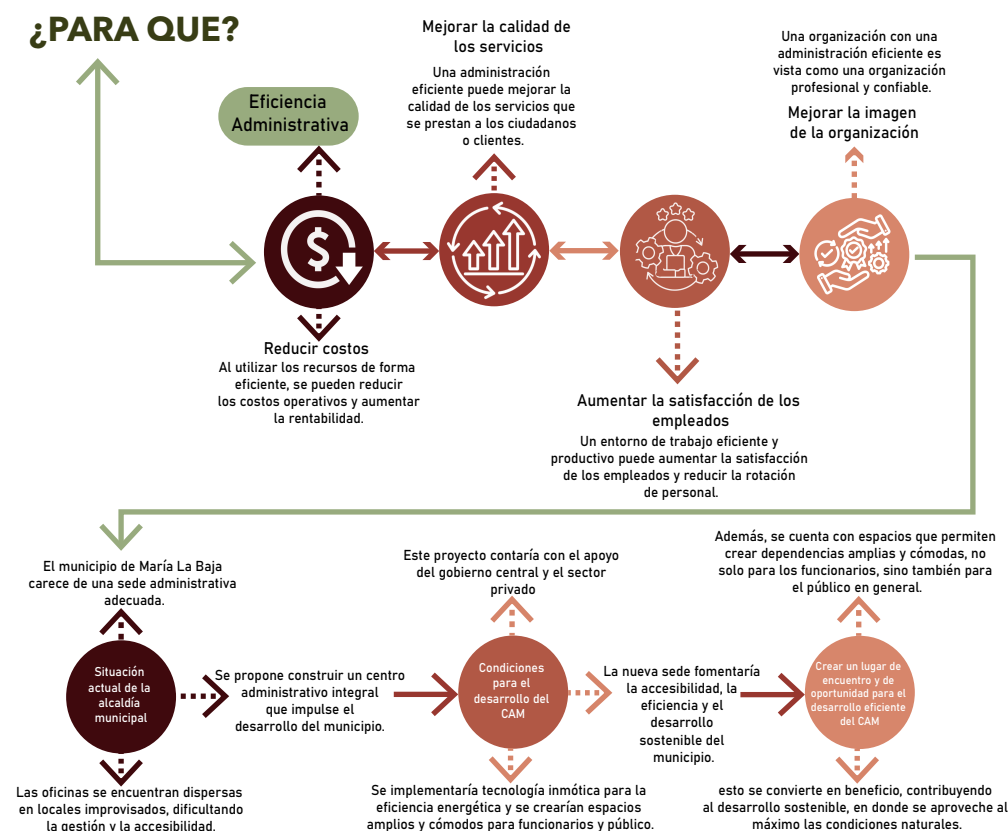 ¿PARA QUE?
Eficiencia
Administrativa
Mejorar la calidad de
los servicios
Una administración
eficiente puede mejorar la
calidad de los servicios que
se prestan a los ciudadanos
o clientes.
Una organización con una
administración eficiente es
vista como una organización
profesional y confiable.
Mejorar la imagen
de la organización
$
Reducir costos
Al utilizar los recursos de forma
eficiente, se pueden reducir
los costos operativos y aumentar
la rentabilidad.
Aumentar la satisfacción de los
empleados
Un entorno de trabajo eficiente y
productivo puede aumentar la satisfacción
de los empleados y reducir la rotación
de personal.
El municipio de María La Baja
carece de una sede administrativa
adecuada.
Situación
actual de la
alcaldía
municipal
Las oficinas se encuentran dispersas
en locales improvisados, dificultando
la gestión y la accesibilidad.
Se propone construir un centro
administrativo integral
que impulse el
desarrollo del municipio.
Este proyecto contaría con el apoyo
del gobierno central y el sector
privado
Condiciones
para el
desarrollo del
CAM
Se implementaría tecnología inmótica para la
eficiencia energética y se crearían espacios
amplios y cómodos para funcionarios y público.
La nueva sede fomentaría
la accesibilidad, la
eficiencia y el
desarrollo
sostenible del
municipio.
Además, se cuenta con espacios que permiten
crear dependencias amplias y cómodas, no
solo para los funcionarios, sino también para
el público en general.
Crear un lugar de
encuentro y de
oportunidad para el
desarrollo eficiente
del CAM
esto se convierte en beneficio, contribuyendo
al desarrollo sostenible, en donde se aproveche al
máximo las condiciones naturales.